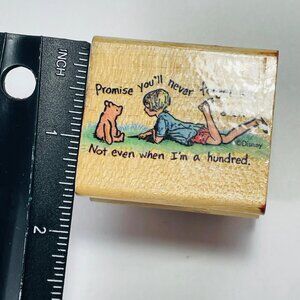 INCH
1
2
Promise you'll never
©Disney
Not even when I'm a hundred.